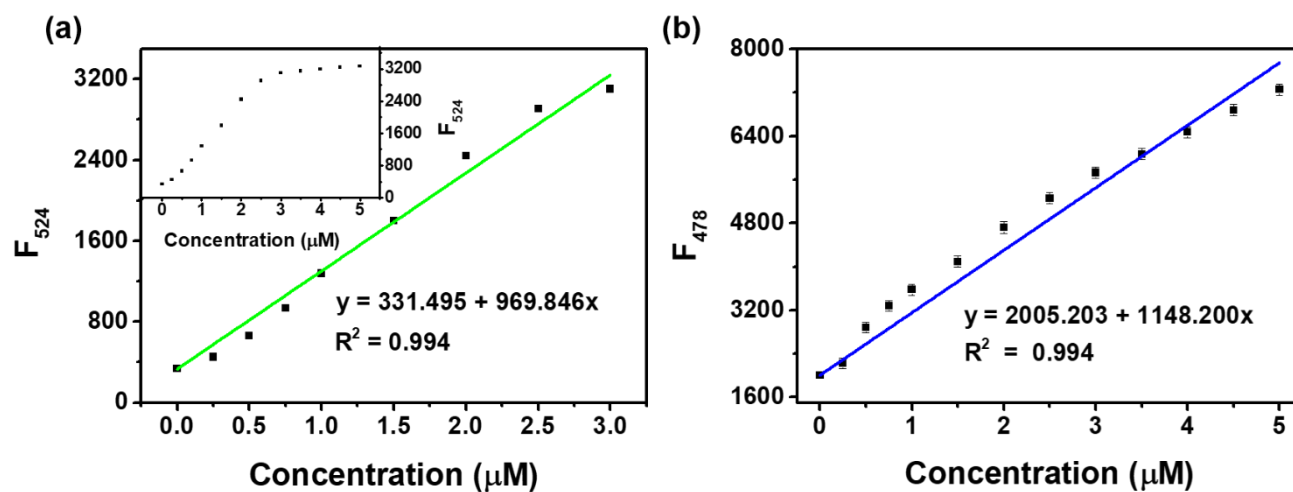 (a)
3200
2400
1600
800
0
F524
0.0 0.5 1.0 1.5 2.0 2.5 3.0
Concentration (μM)
3200
2400
1600
800
0
F524
0 1 2 3 4 5
Concentration (μM)
y = 331.495 + 969.846x
R² = 0.994
(b)
8000
6400
4800
3200
1600
F478
0 1 2 3 4 5
Concentration (μM)
y = 2005.203 + 1148.200x
R² = 0.994